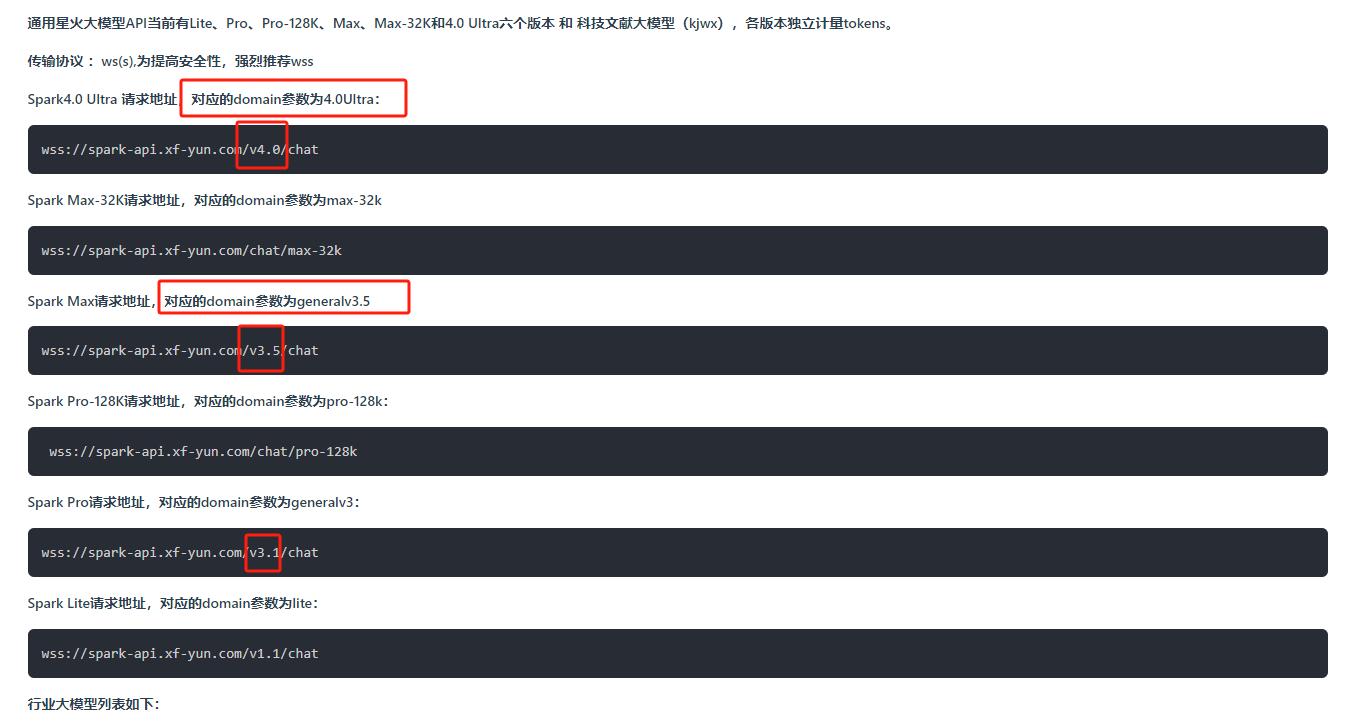 通用星火大模型API当前有Lite、Pro、Pro-128K、Max、Max-32K和4.0 Ultra六个版本 和 科技文献大模型（kjwx），各版本独立计量tokens。
传输协议 ：ws(s),为提高安全性，强烈推荐wss
Spark4.0 Ultra 请求地址，对应的domain参数为4.0Ultra：
wss://spark-api.xf-yun.com/v4.0/chat
Spark Max-32K请求地址，对应的domain参数为max-32k
wss://spark-api.xf-yun.com/chat/max-32k
Spark Max请求地址，对应的domain参数为generalv3.5
wss://spark-api.xf-yun.com/v3.5/chat
Spark Pro-128K请求地址，对应的domain参数为pro-128k：
wss://spark-api.xf-yun.com/chat/pro-128k
Spark Pro请求地址，对应的domain参数为generalv3：
wss://spark-api.xf-yun.com/v3.1/chat
Spark Lite请求地址，对应的domain参数为lite：
wss://spark-api.xf-yun.com/v1.1/chat
行业大模型列表如下：